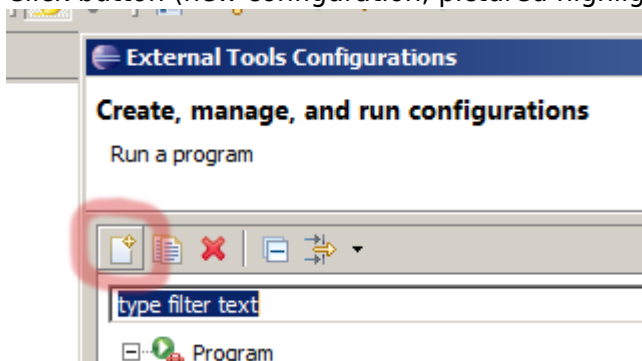 External Tools Configurations
Create, manage, and run configurations
Run a program
type filter text
Program